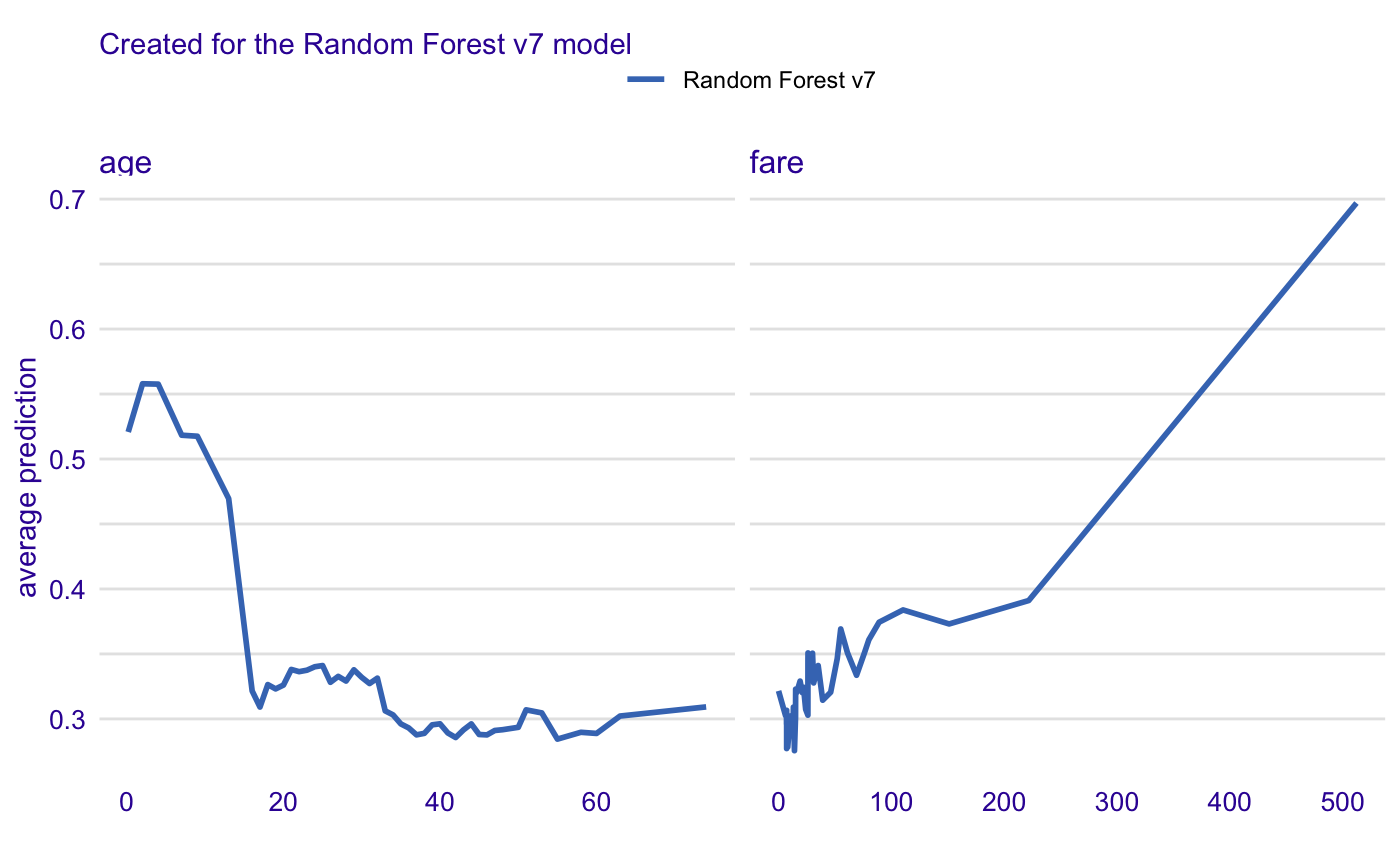 Created for the Random Forest v7 model
Random Forest v7
age
fare
average prediction
0.7
0.6
0.5
0.4
0.3
0 20 40 60
0 100 200 300 400 500